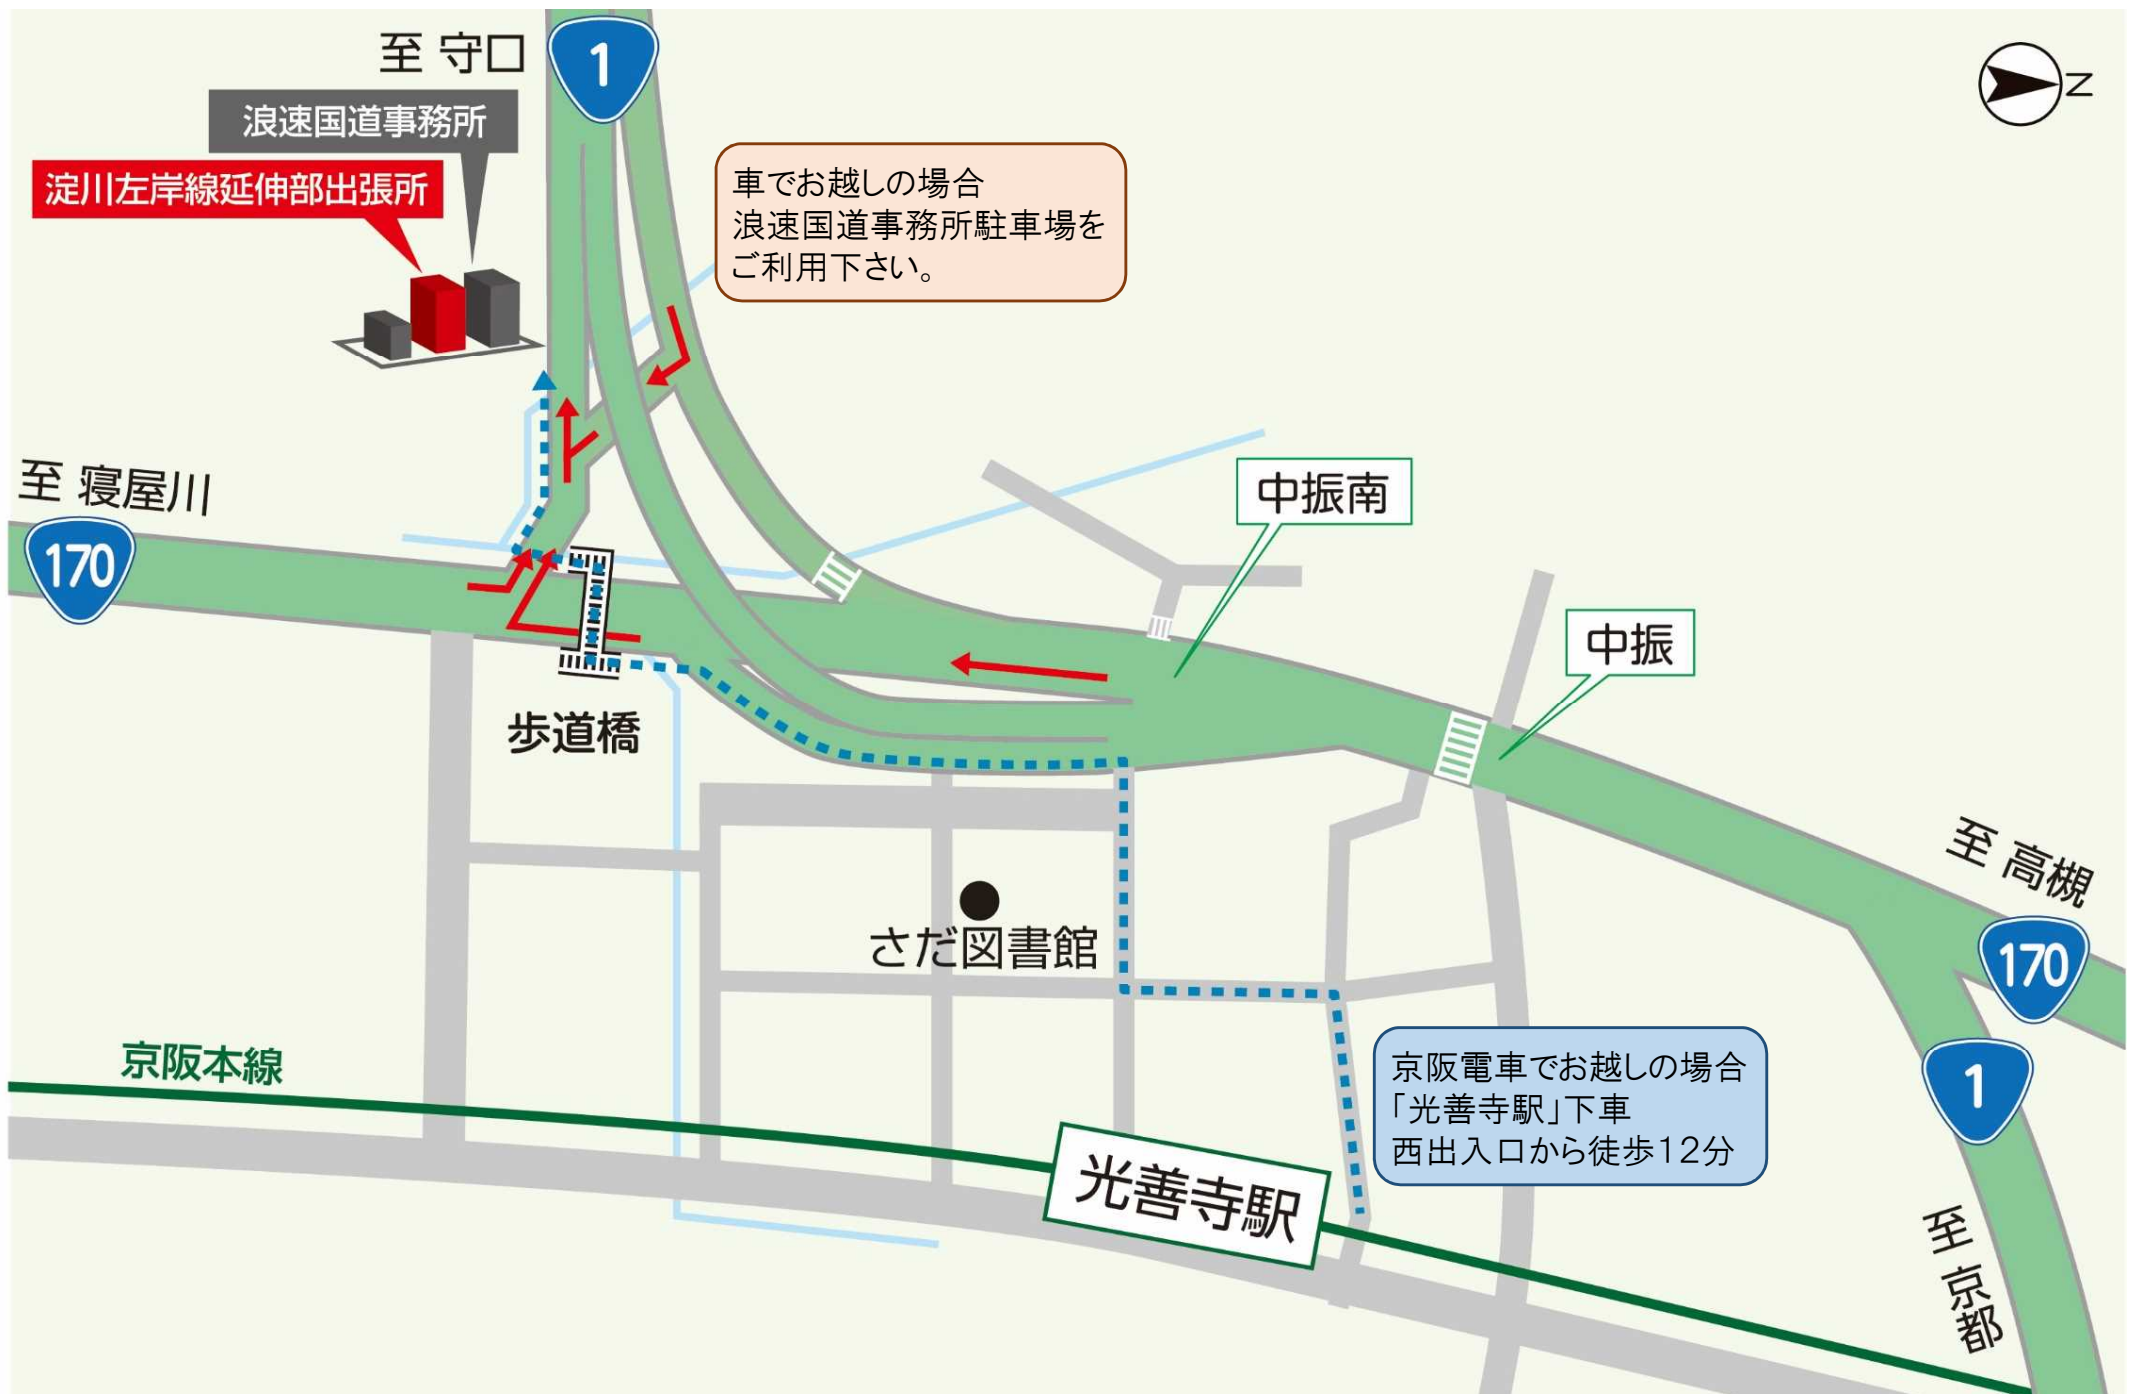 至 守口
1
N
浪速国道事務所
淀川左岸線延伸部出張所
車でお越しの場合
浪速国道事務所駐車場を
ご利用下さい。
至 寝屋川
170
中振南
中振
歩道橋
至 高槻
さだ図書館
170
京阪本線
京阪電車でお越しの場合
「光善寺駅」下車
西出入口から徒歩12分
1
光善寺駅
至 京都